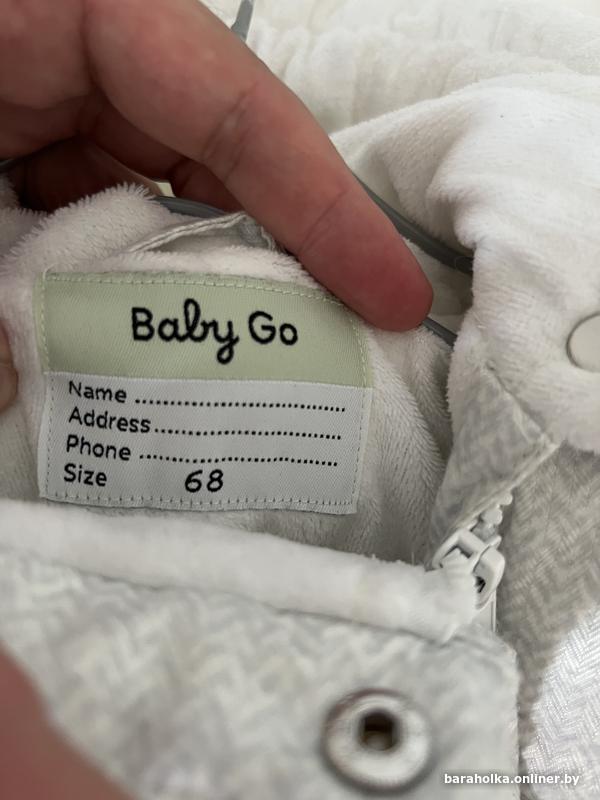 Baby Go
Name ..............................
Address..........................
Phone ............................
Size 68
baraholka.onliner.by